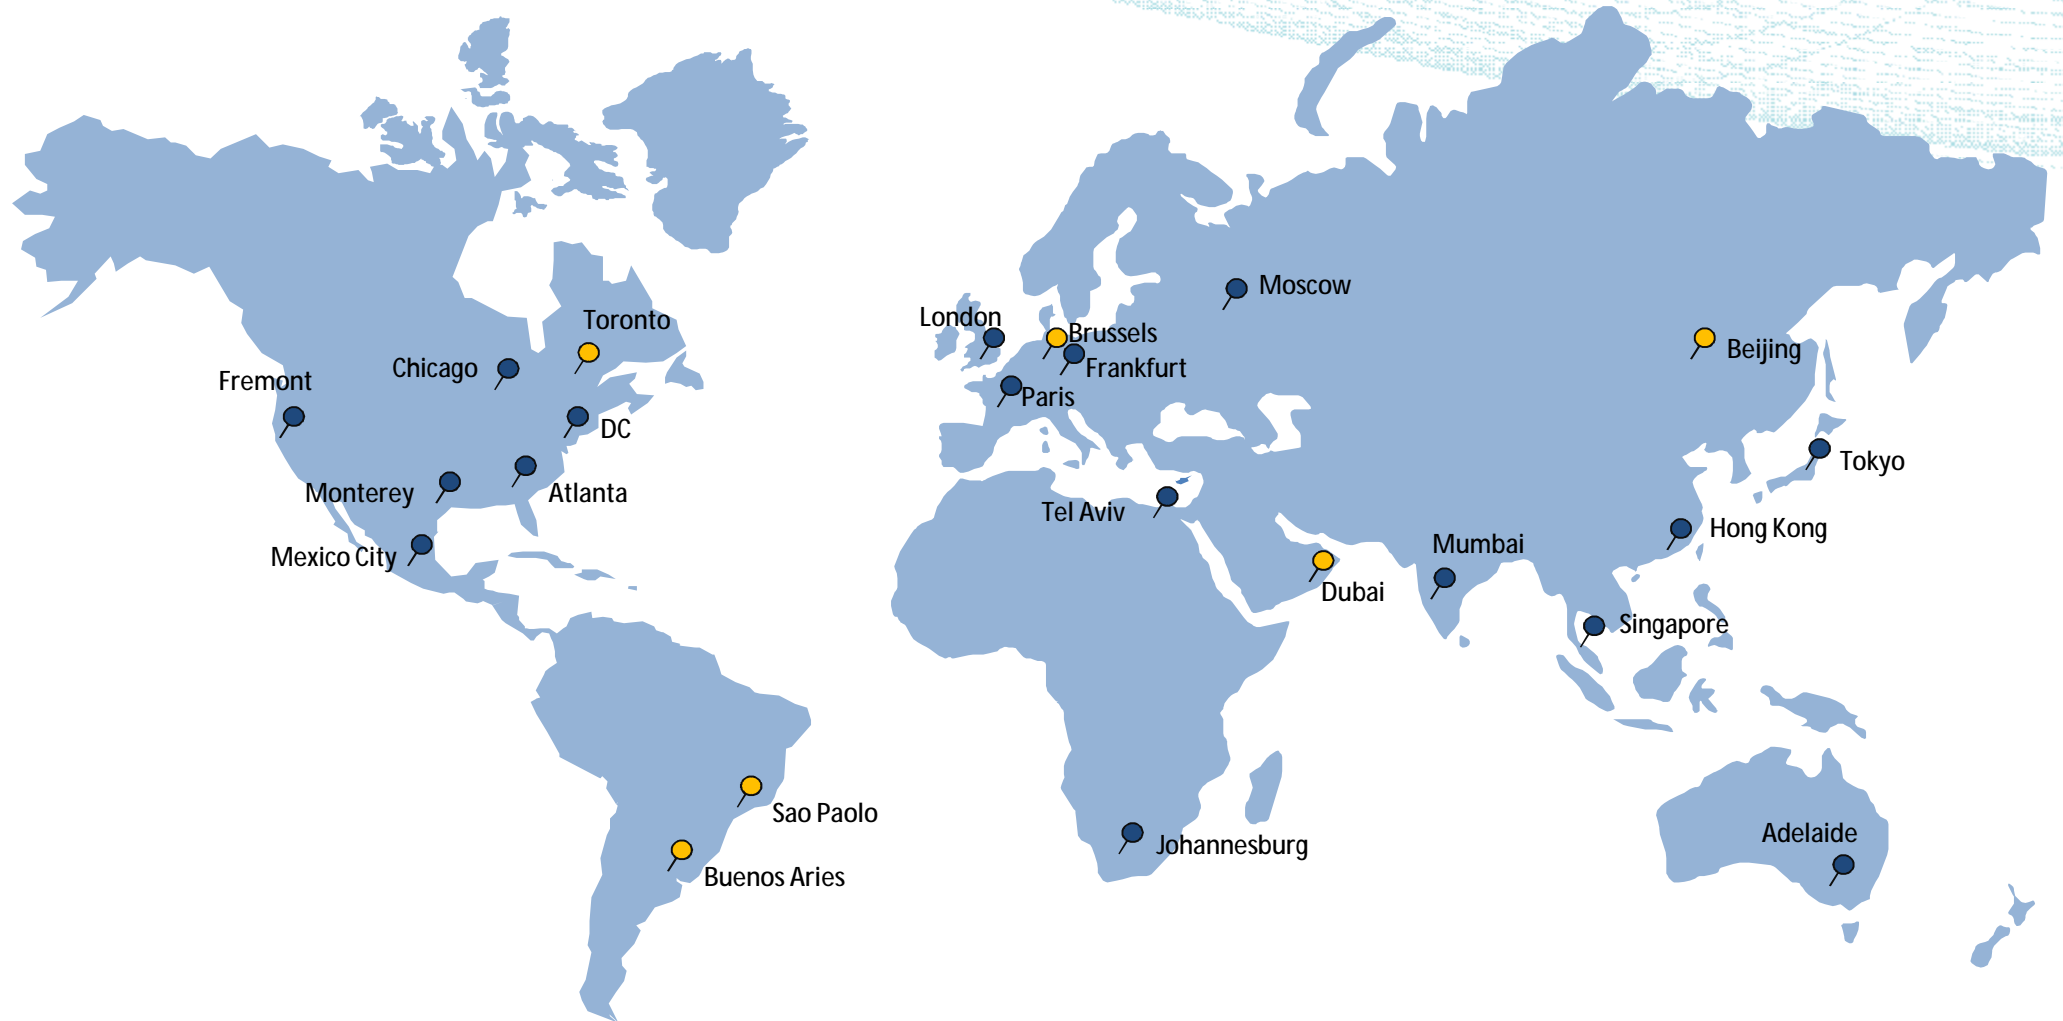 Moscow
London
Toronto
Brussels
Beijing
Chicago
Frankfurt
Fremont
Paris
DC
Tokyo
Monterey
Atlanta
Tel Aviv
Hong Kong
Mumbai
Mexico City
Dubai
Singapore
Sao Paolo
Adelaide
Johannesburg
Buenos Aries